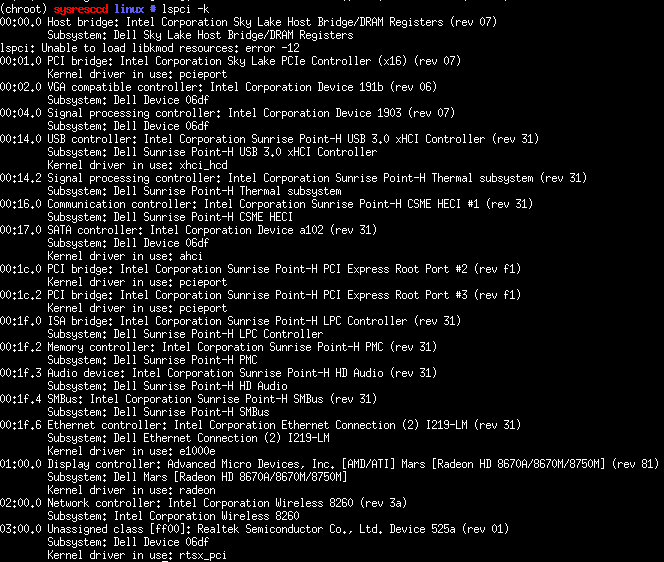 (chroot) sysresccd linux # lspci -k
00:00.0 Host bridge: Intel Corporation Sky Lake Host Bridge/DRAM Registers (rev 07)
Subsystem: Dell Sky Lake Host Bridge/DRAM Registers
lspci: Unable to load libkmod resources: error -12
00:01.0 PCI bridge: Intel Corporation Sky Lake PCIe Controller (x16) (rev 07)
Kernel driver in use: pcieport
00:02.0 VGA compatible controller: Intel Corporation Device 191b (rev 06)
Subsystem: Dell Device 06df
00:04.0 Signal processing controller: Intel Corporation Device 1903 (rev 07)
Subsystem: Dell Device 06df
00:14.0 USB controller: Intel Corporation Sunrise Point-H USB 3.0 xHCI Controller (rev 31)
Subsystem: Dell Sunrise Point-H USB 3.0 xHCI Controller
Kernel driver in use: xhci_hcd
00:14.2 Signal processing controller: Intel Corporation Sunrise Point-H Thermal subsystem (rev 31)
Subsystem: Dell Sunrise Point-H Thermal subsystem
00:16.0 Communication controller: Intel Corporation Sunrise Point-H CSME HECI #1 (rev 31)
Subsystem: Dell Sunrise Point-H CSME HECI
00:17.0 SATA controller: Intel Corporation Device a102 (rev 31)
Subsystem: Dell Device 06df
Kernel driver in use: ahci
00:1c.0 PCI bridge: Intel Corporation Sunrise Point-H PCI Express Root Port #2 (rev f1)
Kernel driver in use: pcieport
00:1c.2 PCI bridge: Intel Corporation Sunrise Point-H PCI Express Root Port #3 (rev f1)
Kernel driver in use: pcieport
00:1f.0 ISA bridge: Intel Corporation Sunrise Point-H LPC Controller (rev 31)
Subsystem: Dell Sunrise Point-H LPC Controller
00:1f.2 Memory controller: Intel Corporation Sunrise Point-H PMC (rev 31)
Subsystem: Dell Sunrise Point-H PMC
00:1f.3 Audio device: Intel Corporation Sunrise Point-H HD Audio (rev 31)
Subsystem: Dell Sunrise Point-H HD Audio
00:1f.4 SMBus: Intel Corporation Sunrise Point-H SMBus (rev 31)
Subsystem: Dell Sunrise Point-H SMBus
00:1f.6 Ethernet controller: Intel Corporation Ethernet Connection (2) I219-LM (rev 31)
Subsystem: Dell Ethernet Connection (2) I219-LM
Kernel driver in use: e1000e
01:00.0 Display controller: Advanced Micro Devices, Inc. [AMD/ATI] Mars [Radeon HD 8670A/8670M/8750M] (rev 81)
Subsystem: Dell Mars [Radeon HD 8670A/8670M/8750M]
Kernel driver in use: radeon
02:00.0 Network controller: Intel Corporation Wireless 8260 (rev 3a)
Subsystem: Intel Corporation Wireless 8260
03:00.0 Unassigned class [ff00]: Realtek Semiconductor Co., Ltd. Device 525a (rev 01)
Subsystem: Dell Device 06df
Kernel driver in use: rtsx_pci